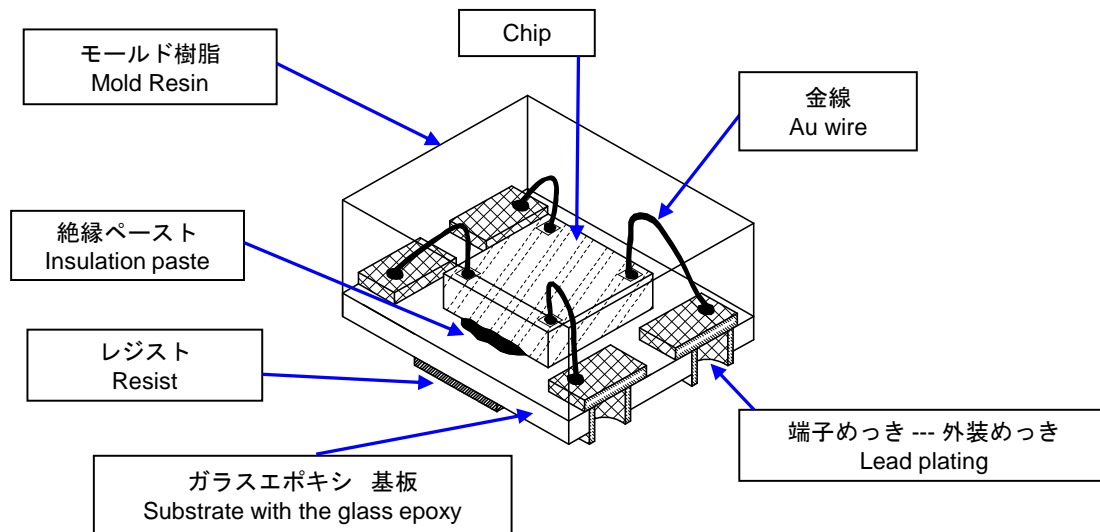 モールド樹脂
Mold Resin
Chip
金線
Au wire
絶縁ペースト
Insulation paste
レジスト
Resist
端子めっき --- 外装めっき
Lead plating
ガラスエポキシ 基板
Substrate with the glass epoxy